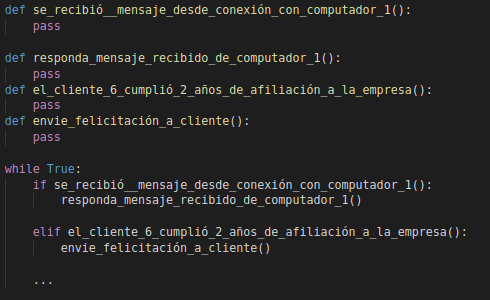 def se_recibió__mensaje_desde_conexión_con_computador_1():
    pass

def responda_mensaje_recibido_de_computador_1():
    pass
def el_cliente_6_cumplió_2_años_de_afiliación_a_la_empresa():
    pass
def envie_felicitación_a_cliente():
    pass

while True:
    if se_recibió__mensaje_desde_conexión_con_computador_1():
        responda_mensaje_recibido_de_computador_1()

    elif el_cliente_6_cumplió_2_años_de_afiliación_a_la_empresa():
        envie_felicitación_a_cliente()

    ...